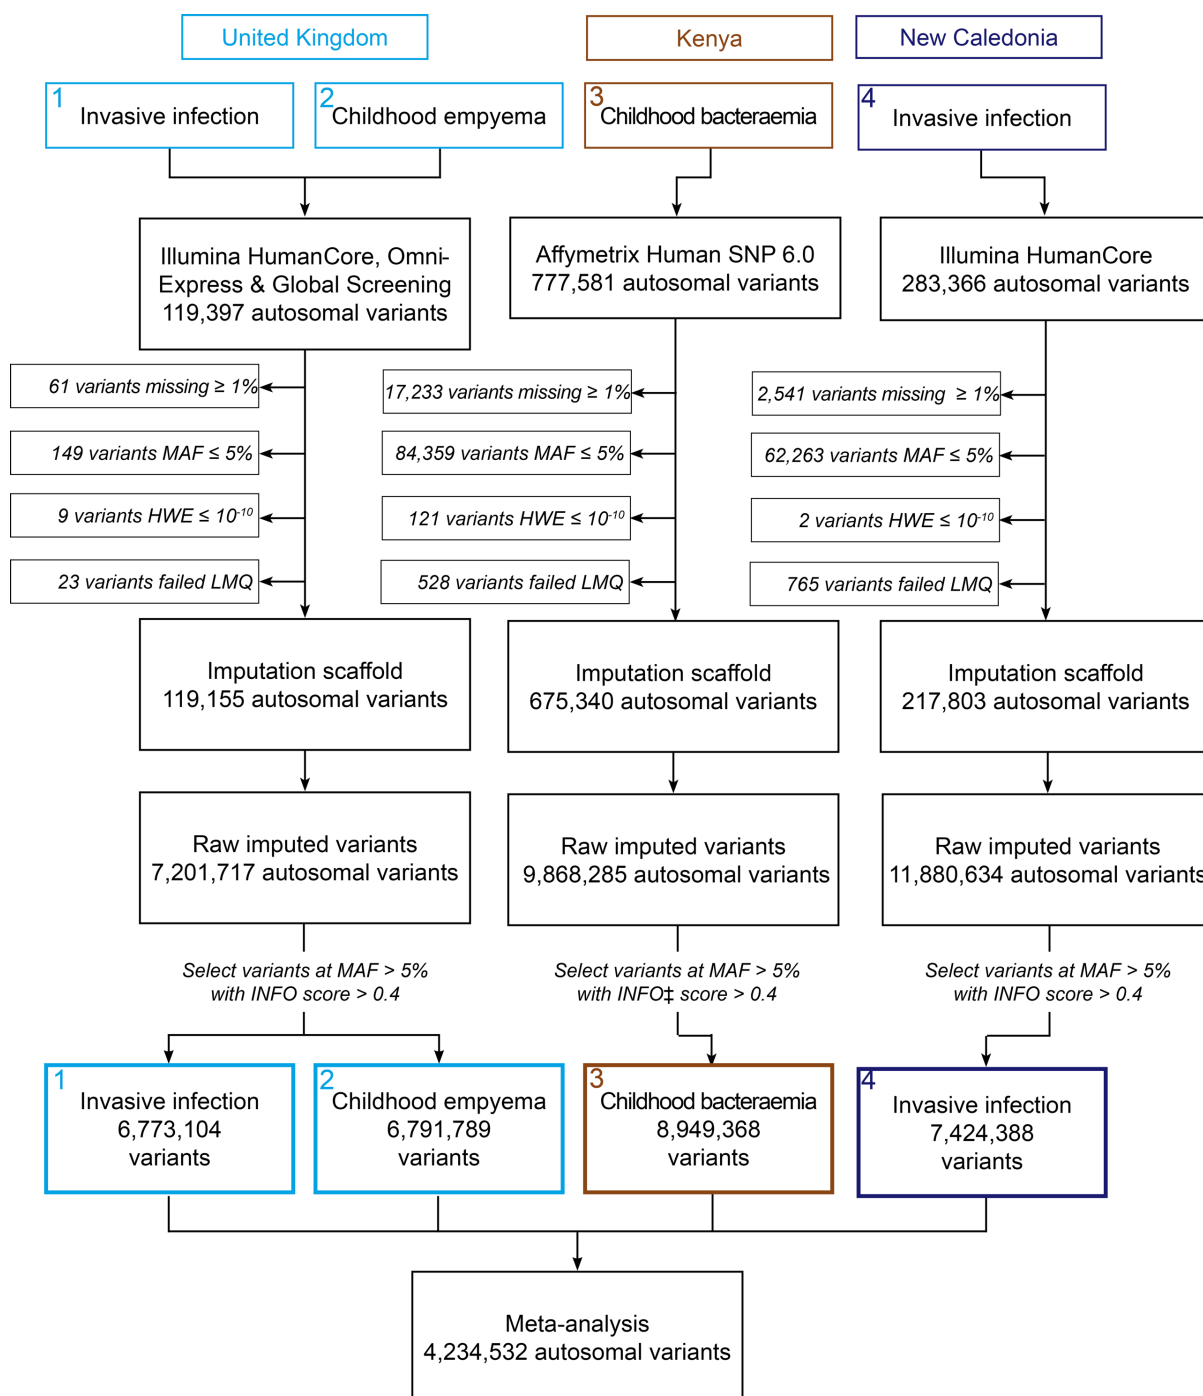 United Kingdom
Kenya
New Caledonia
1
Invasive infection
2
Childhood empyema
3
Childhood bacteraemia
4
Invasive infection
Illumina HumanCore, Omni-
Express & Global Screening
119,397 autosomal variants
Affymetrix Human SNP 6.0
777,581 autosomal variants
Illumina HumanCore
283,366 autosomal variants
61 variants missing ≥ 1%
149 variants MAF ≤ 5%
9 variants HWE ≤ 10⁻¹⁰
23 variants failed LMQ
17,233 variants missing ≥ 1%
84,359 variants MAF ≤ 5%
121 variants HWE ≤ 10⁻¹⁰
528 variants failed LMQ
2,541 variants missing ≥ 1%
62,263 variants MAF ≤ 5%
2 variants HWE ≤ 10⁻¹⁰
765 variants failed LMQ
Imputation scaffold
119,155 autosomal variants
Imputation scaffold
675,340 autosomal variants
Imputation scaffold
217,803 autosomal variants
Raw imputed variants
7,201,717 autosomal variants
Raw imputed variants
9,868,285 autosomal variants
Raw imputed variants
11,880,634 autosomal variants
Select variants at MAF > 5%
with INFO score > 0.4
Select variants at MAF > 5%
with INFO‡ score > 0.4
Select variants at MAF > 5%
with INFO score > 0.4
1
Invasive infection
6,773,104
variants
2
Childhood empyema
6,791,789
variants
3
Childhood bacteraemia
8,949,368
variants
4
Invasive infection
7,424,388
variants
Meta-analysis
4,234,532 autosomal variants